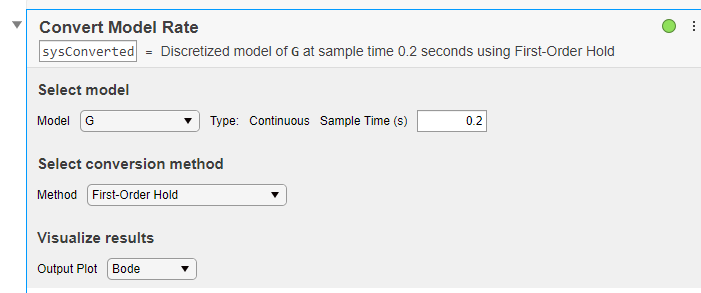 Convert Model Rate
sysConverted = Discretized model of G at sample time 0.2 seconds using First-Order Hold
Select model
Model G Type: Continuous Sample Time (s) 0.2
Select conversion method
Method First-Order Hold
Visualize results
Output Plot Bode